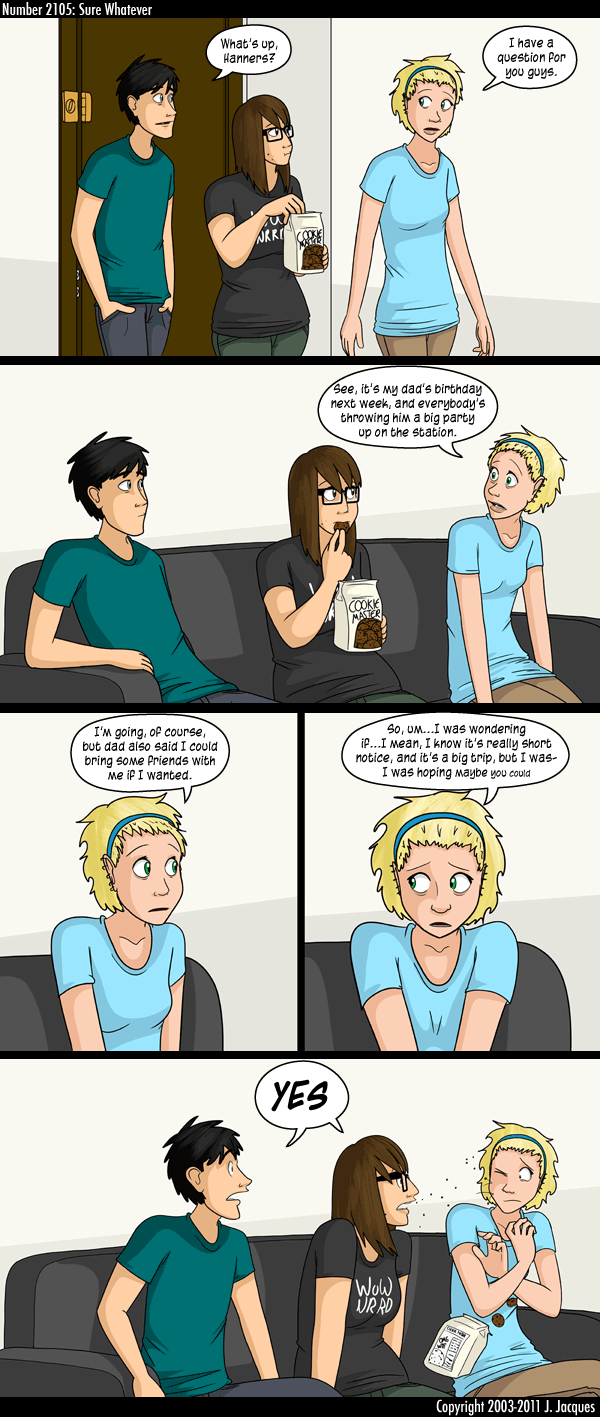 Number 2105: Sure Whatever
What's up,
Hanners?
I have a
question for
you guys.
COOKIE
MASTER
See, it's my dad's birthday
next week, and everybody's
throwing him a big party
up on the station.
COOKIE
MASTER
I'm going, of course,
but dad also said I could
bring some friends with
me if I wanted.
So, um...I was wondering
if...I mean, I know it's really short
notice, and it's a big trip, but I was-
I was hoping maybe you could
YES
WOW
NRRD
Copyright 2003-2011 J. Jacques